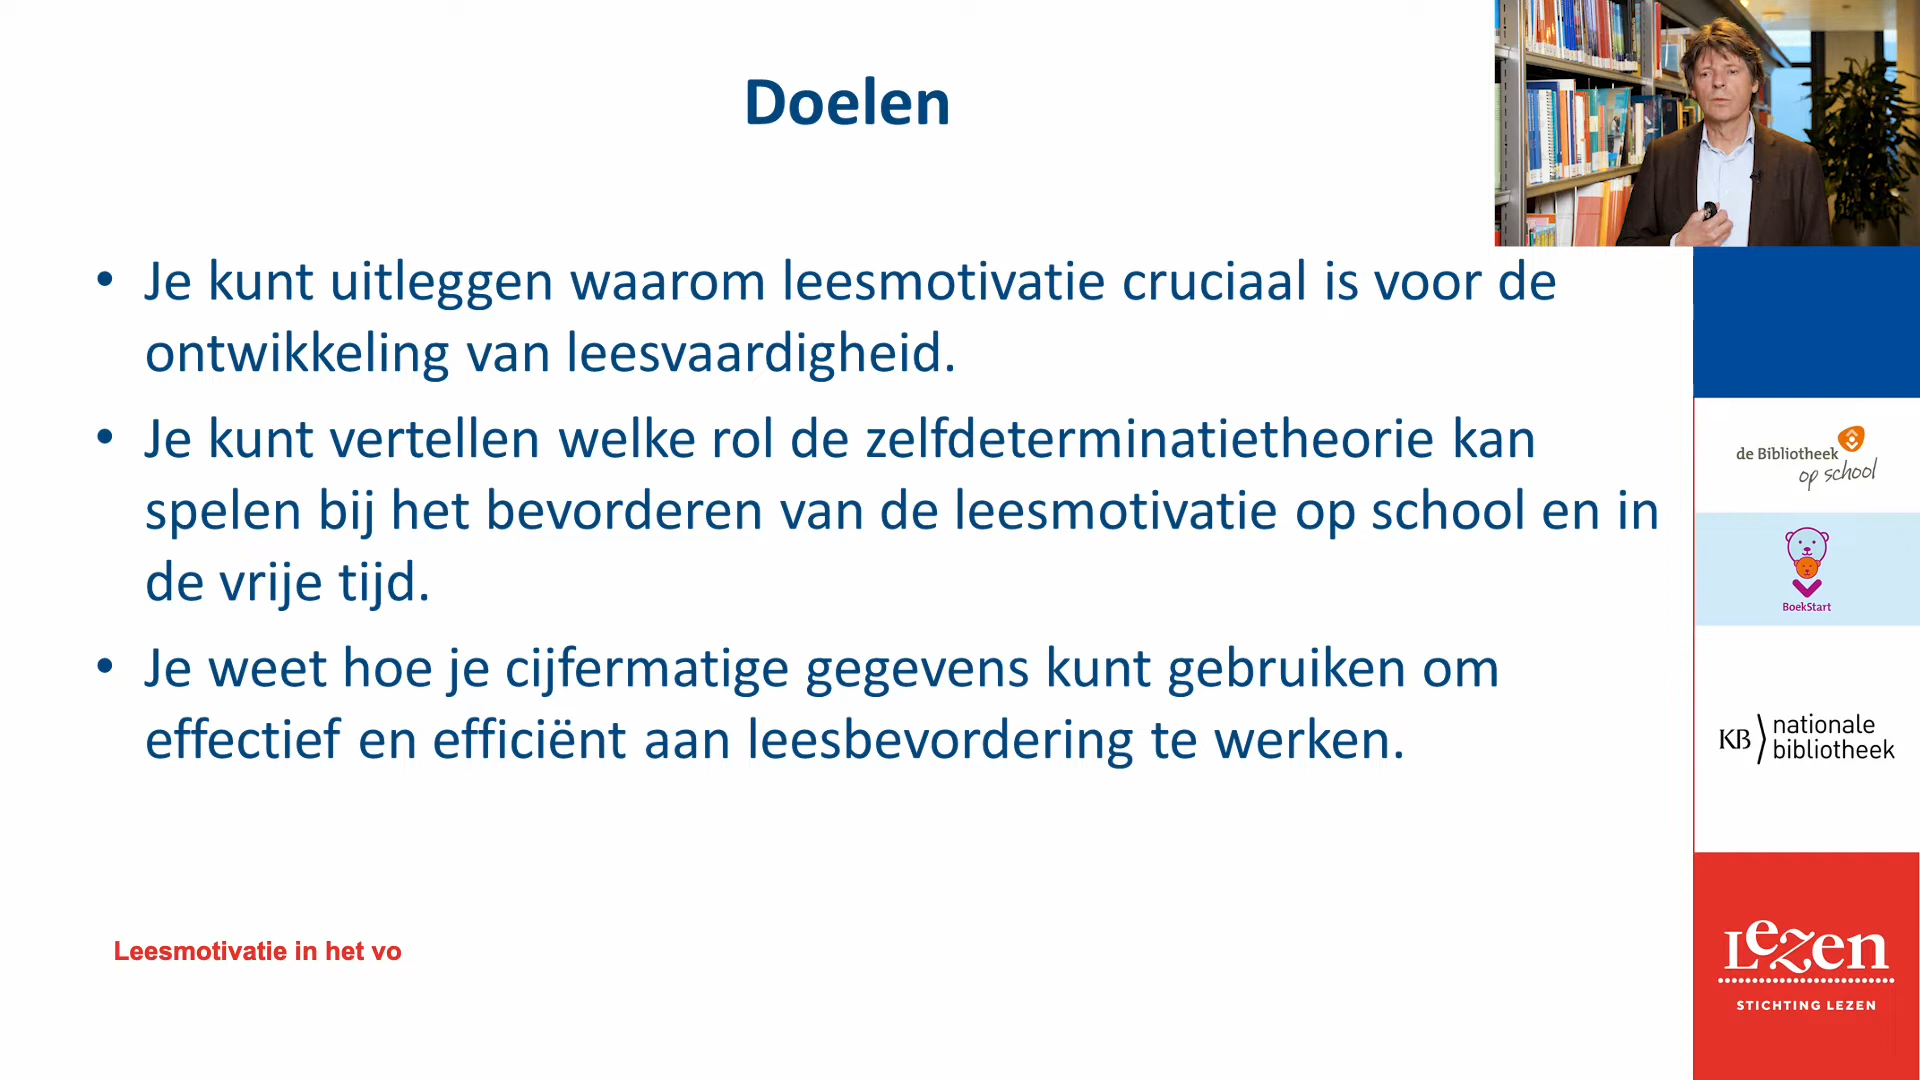 Doelen
• Je kunt uitleggen waarom leesmotivatie cruciaal is voor de
ontwikkeling van leesvaardigheid.
• Je kunt vertellen welke rol de zelfdeterminatietheorie kan
spelen bij het bevorderen van de leesmotivatie op school en in
de vrije tijd.
• Je weet hoe je cijfermatige gegevens kunt gebruiken om
effectief en efficiënt aan leesbevordering te werken.
Leesmotivatie in het vo
de Bibliotheek
op school
BoekStart
KB nationale
bibliotheek
Lezen
STICHTING LEZEN